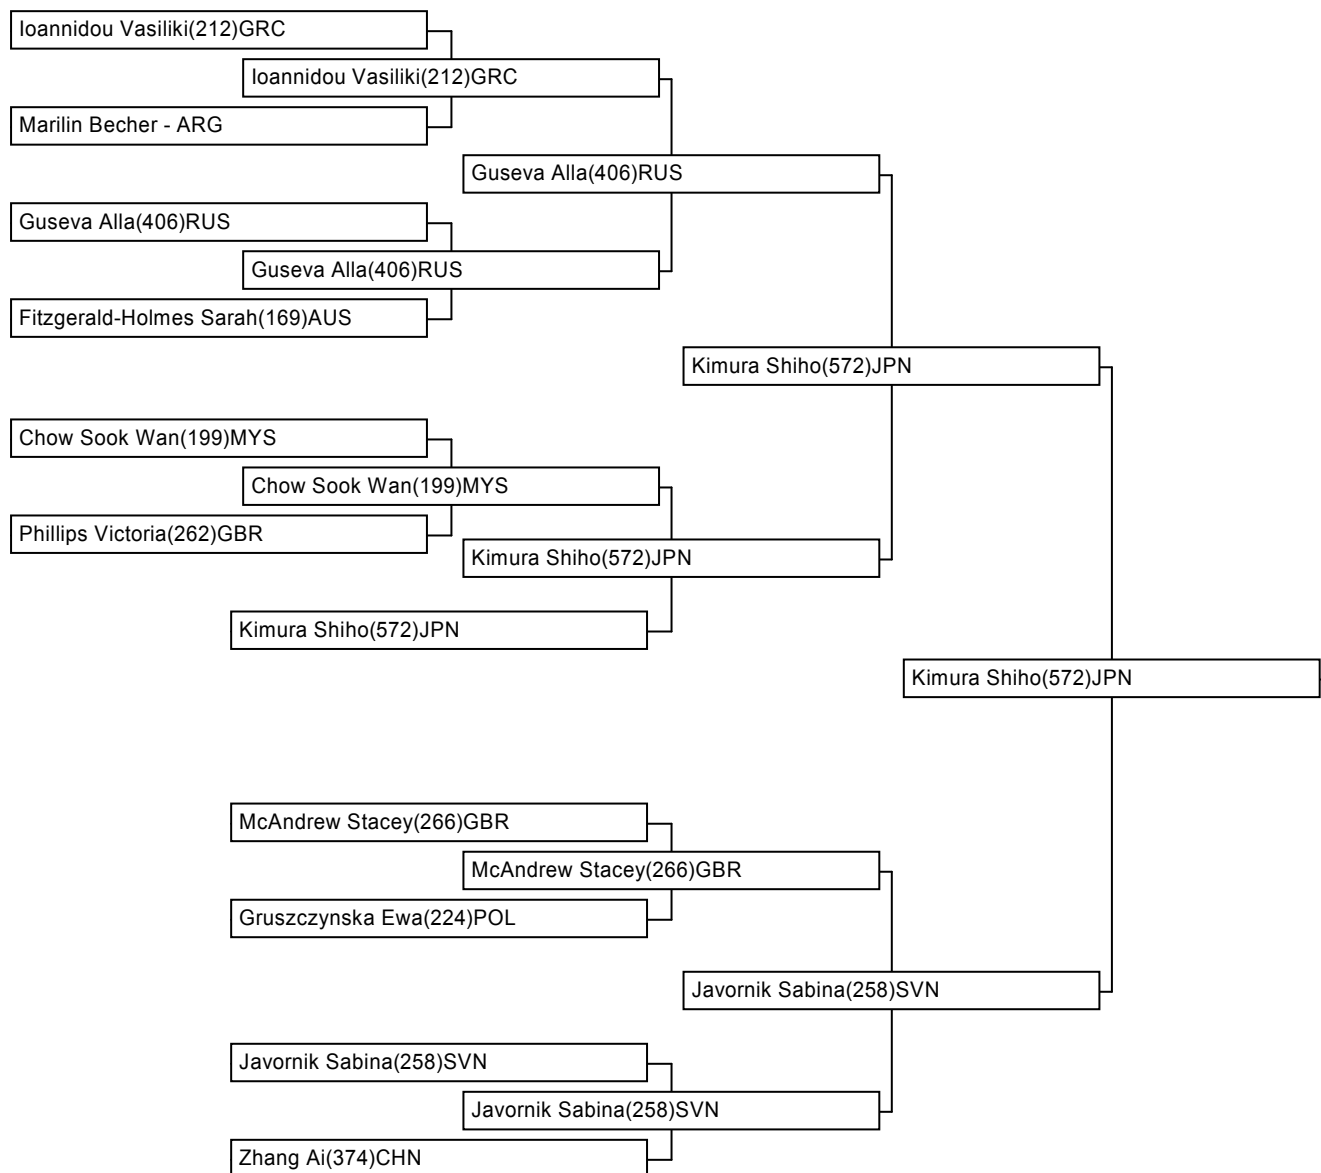 Ioannidou Vasiliki(212)GRC
Ioannidou Vasiliki(212)GRC
Marilin Becher - ARG
Guseva Alla(406)RUS
Guseva Alla(406)RUS
Guseva Alla(406)RUS
Fitzgerald-Holmes Sarah(169)AUS
Kimura Shiho(572)JPN
Chow Sook Wan(199)MYS
Chow Sook Wan(199)MYS
Phillips Victoria(262)GBR
Kimura Shiho(572)JPN
Kimura Shiho(572)JPN
Kimura Shiho(572)JPN
McAndrew Stacey(266)GBR
McAndrew Stacey(266)GBR
Gruszczynska Ewa(224)POL
Javornik Sabina(258)SVN
Javornik Sabina(258)SVN
Javornik Sabina(258)SVN
Zhang Ai(374)CHN